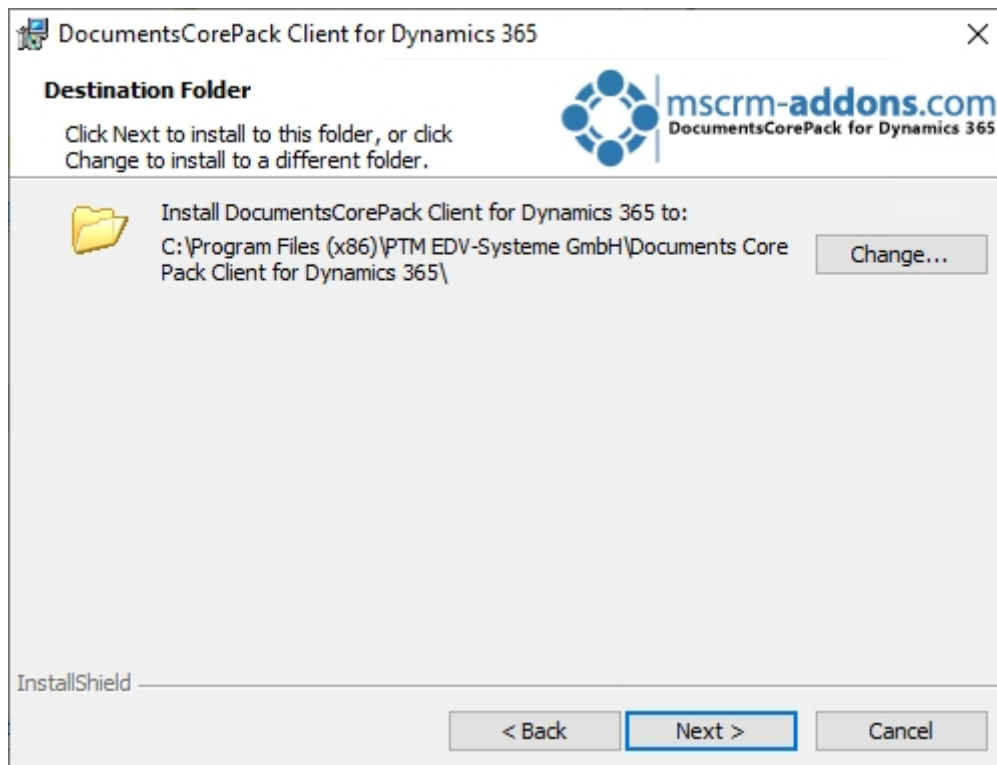 DocumentsCorePack Client for Dynamics 365
Destination Folder
Click Next to install to this folder, or click
Change to install to a different folder.
mscrm-addons.com
DocumentsCorePack for Dynamics 365
Install DocumentsCorePack Client for Dynamics 365 to:
C:\Program Files (x86)\PTM EDV-Systeme GmbH\Documents Core
Pack Client for Dynamics 365\
Change...
InstallShield
< Back
Next >
Cancel